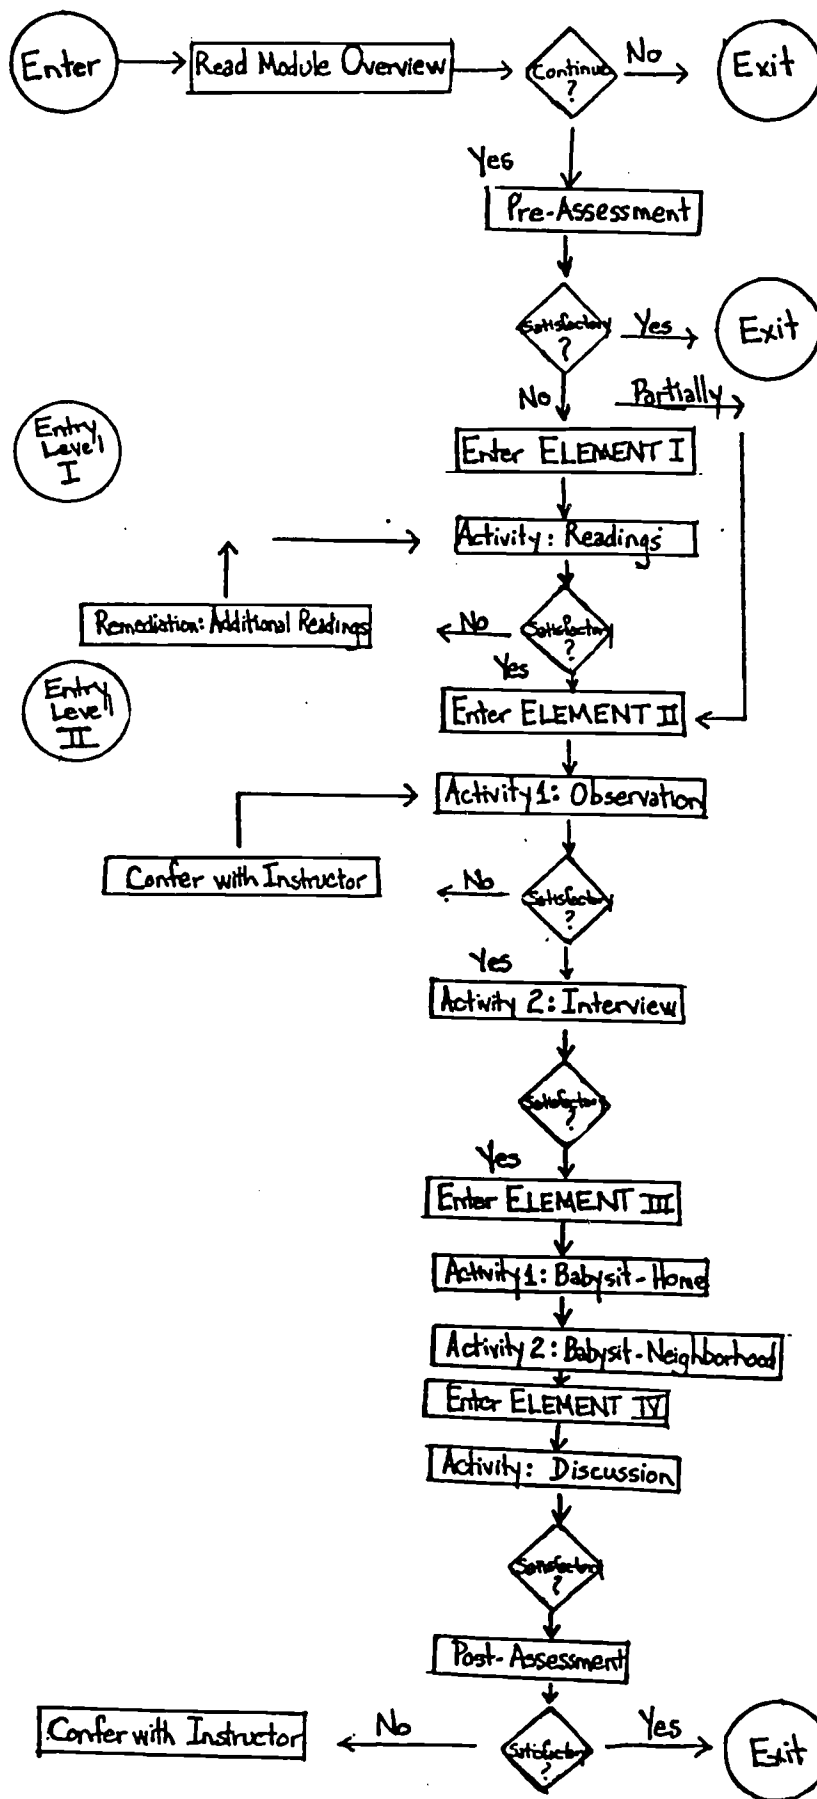 Enter
Read Module Overview
Continue
?
No
Exit
Yes
Pre-Assessment
Satisfactory
?
Yes
Exit
No
Partially
Entry
Level
I
Enter ELEMENT I
Activity: Readings
Remediation: Additional Readings
No
Satisfactory
?
Yes
Entry
Level
II
Enter ELEMENT II
Activity 1: Observation
Confer with Instructor
No
Satisfactory
?
Yes
Activity 2: Interview
Satisfactory
?
Yes
Enter ELEMENT III
Activity 1: Babysit-Home
Activity 2: Babysit-Neighborhood
Enter ELEMENT IV
Activity: Discussion
Satisfactory
?
Post-Assessment
Confer with Instructor
No
Satisfactory
?
Yes
Exit